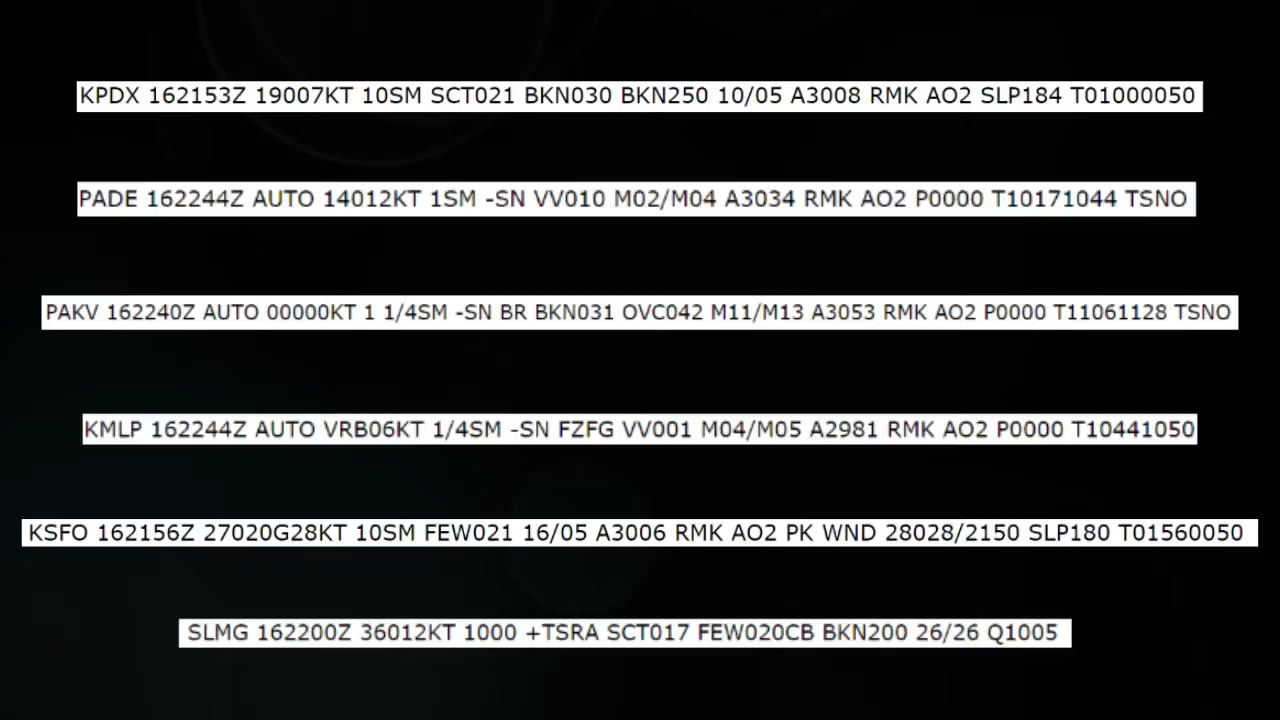 KPDX 162153Z 19007KT 10SM SCT021 BKN030 BKN250 10/05 A3008 RMK AO2 SLP184 T01000050
PADE 162244Z AUTO 14012KT 1SM -SN VV010 M02/M04 A3034 RMK AO2 P0000 T10171044 TSNO
PAKV 162240Z AUTO 00000KT 1 1/4SM -SN BR BKN031 OVC042 M11/M13 A3053 RMK AO2 P0000 T11061128 TSNO
KMLP 162244Z AUTO VRB06KT 1/4SM -SN FZFG VV001 M04/M05 A2981 RMK AO2 P0000 T10441050
KSFO 162156Z 27020G28KT 10SM FEW021 16/05 A3006 RMK AO2 PK WND 28028/2150 SLP180 T01560050
SLMG 162200Z 36012KT 1000 +TSRA SCT017 FEW020CB BKN200 26/26 Q1005